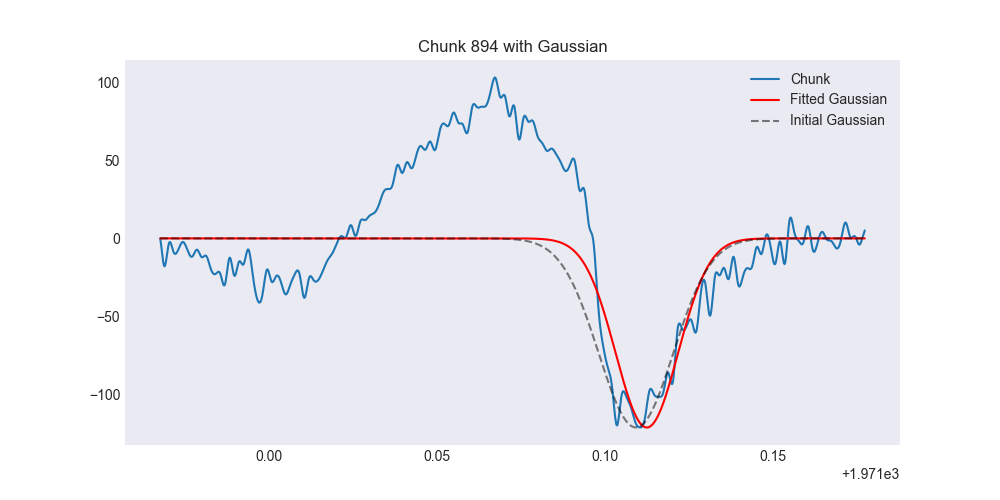 Chunk 894 with Gaussian
Chunk
Fitted Gaussian
Initial Gaussian
100
50
0
−50
−100
0.00 0.05 0.10 0.15
+1.971e3